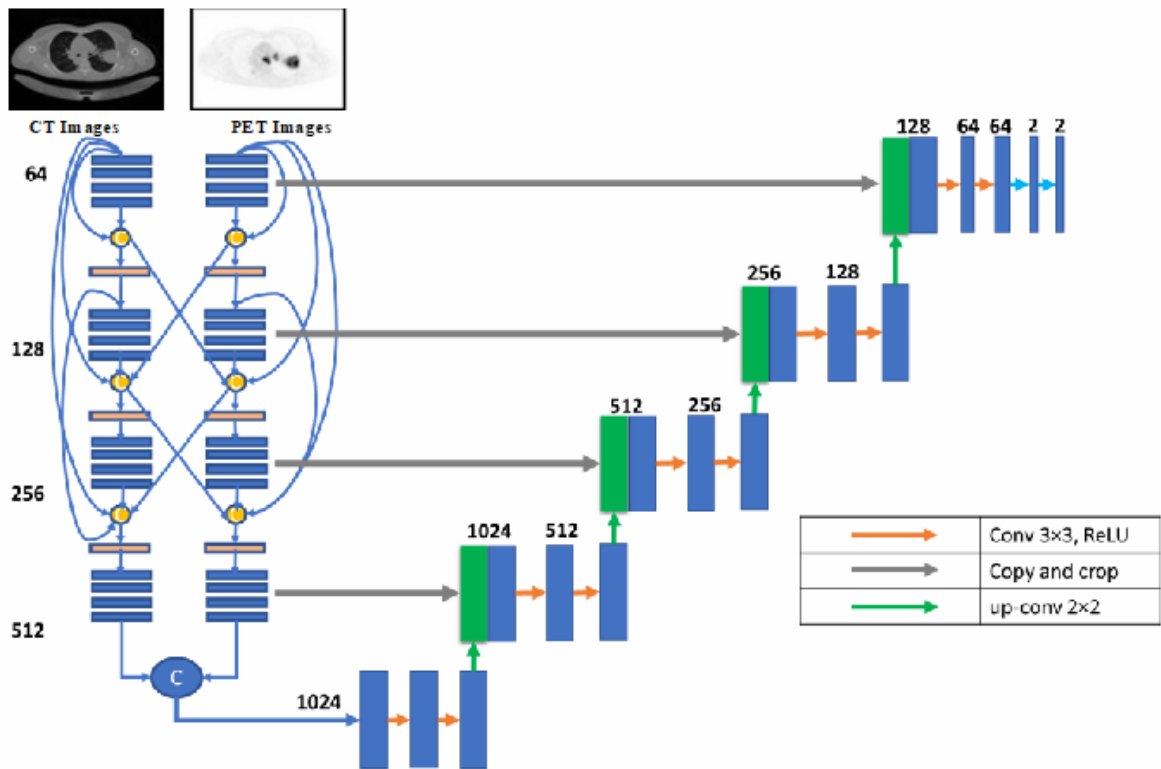 CT Images
PET Images
64
128
256
512
C
C
C
C
C
C
C
1024
1024
512
512
256
256
128
128
64
64
2
2
Conv 3×3, ReLU
Copy and crop
up-conv 2×2